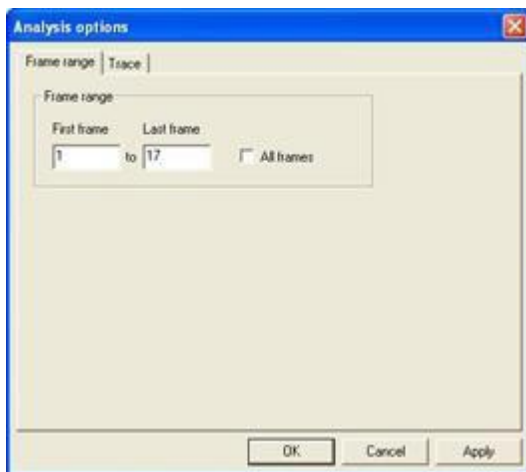 Analysis options
Frame range Trace
Frame range
First frame Last frame
1 to 17 All frames
OK Cancel Apply